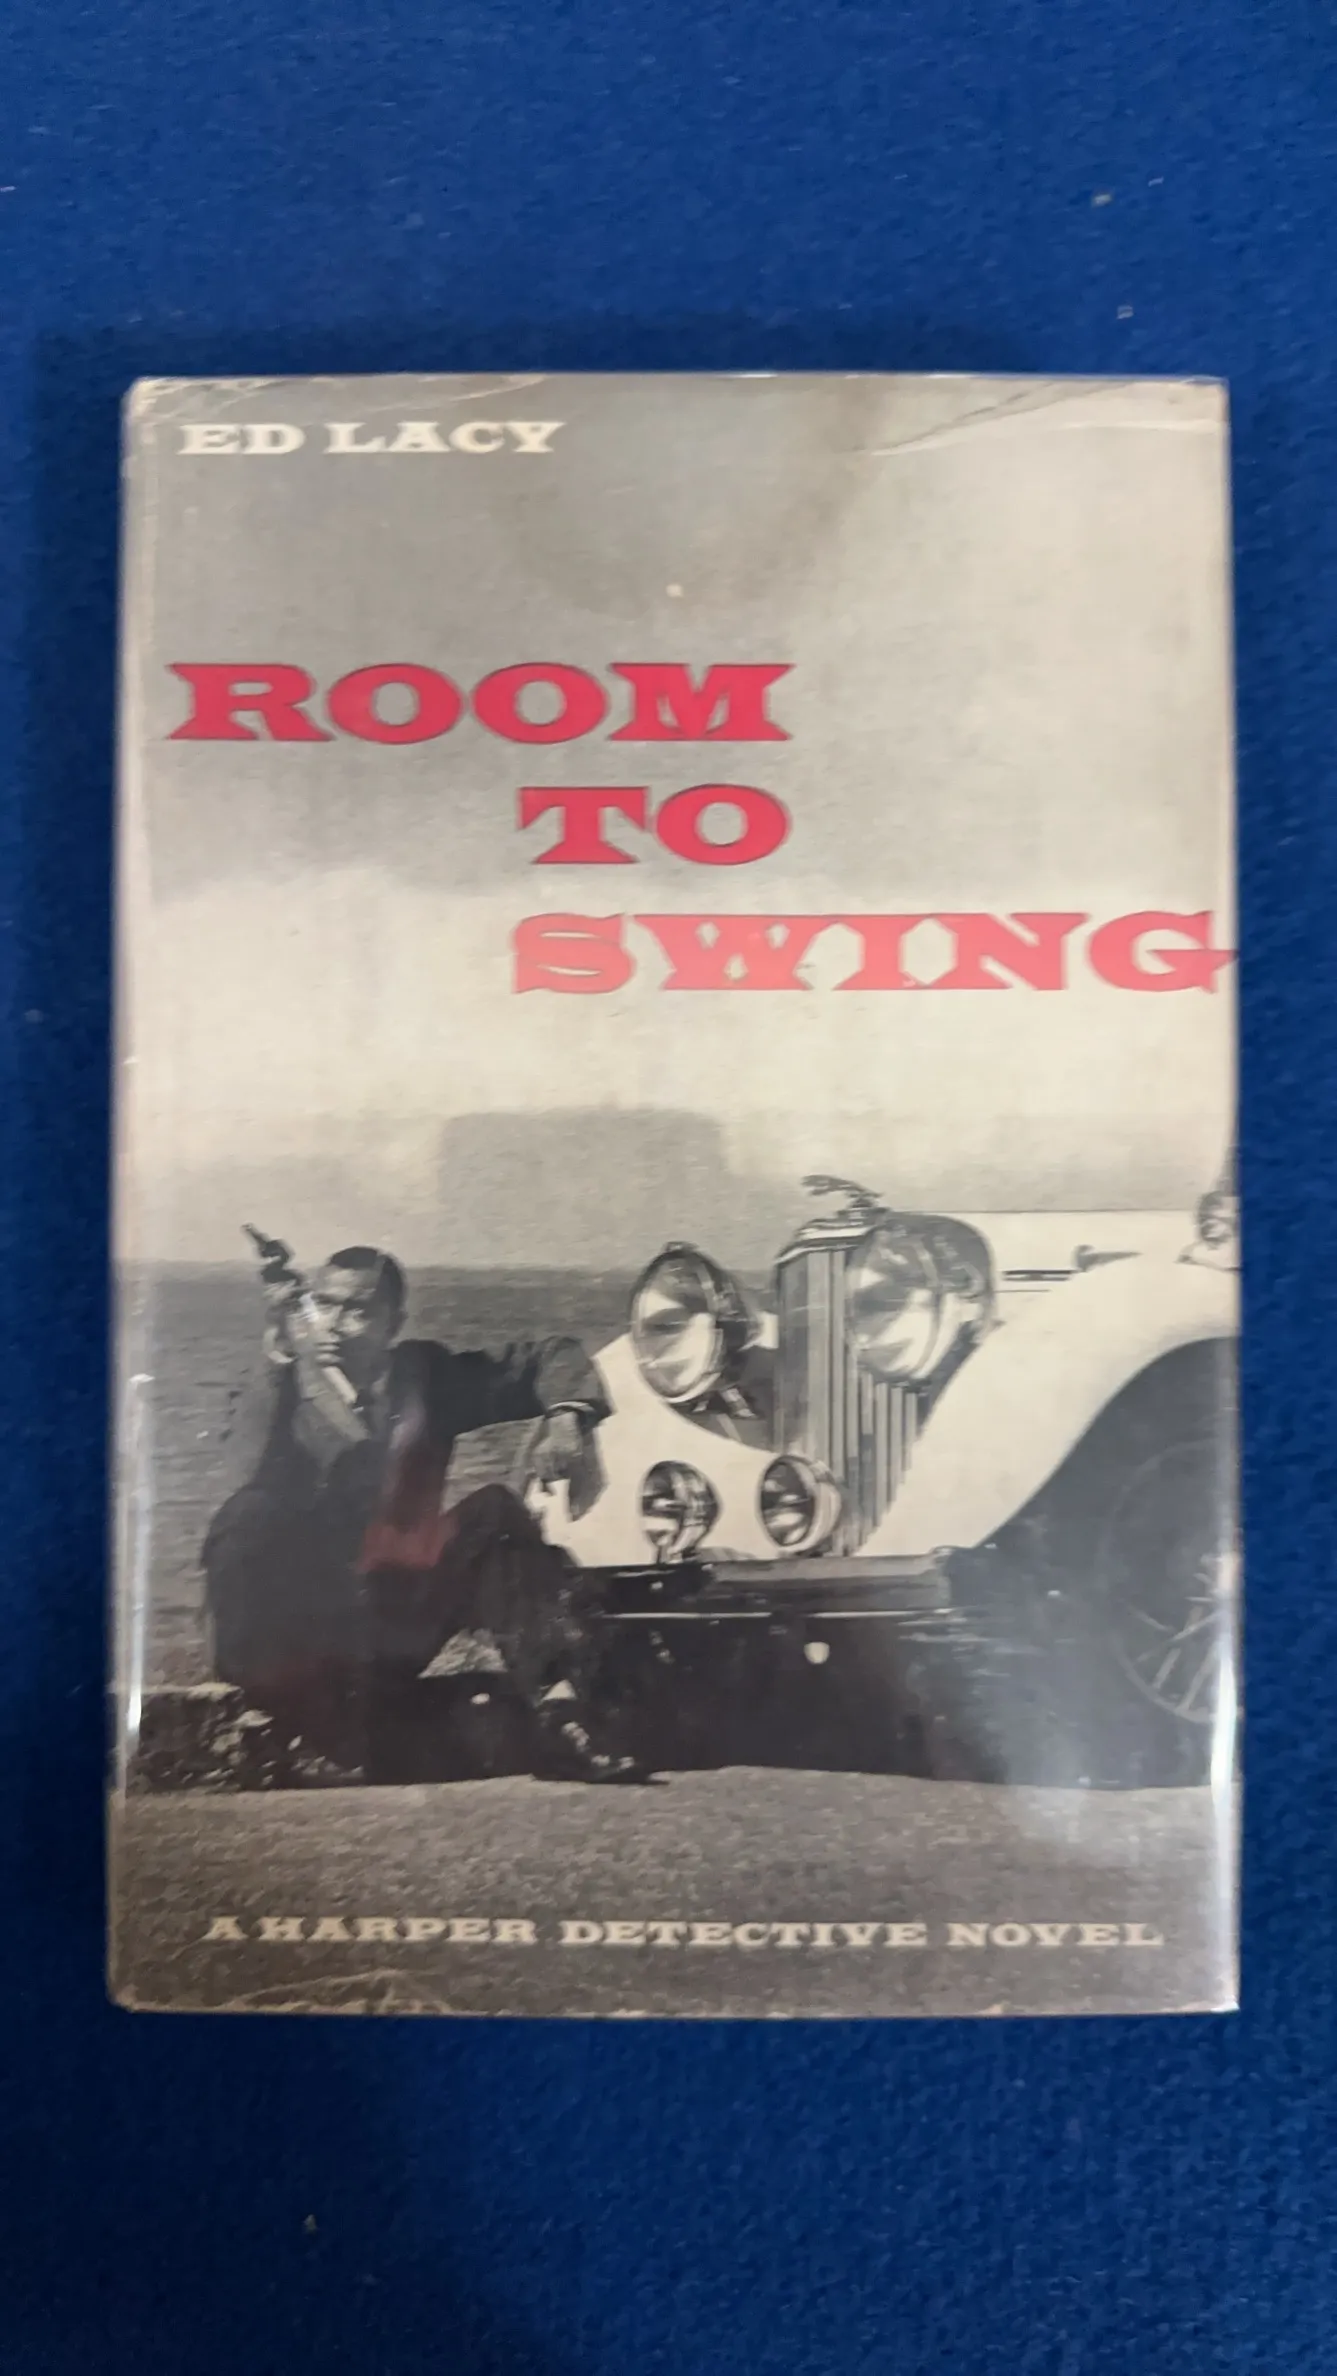 ED LACY
ROOM
TO
SWING
A HARPER DETECTIVE NOVEL